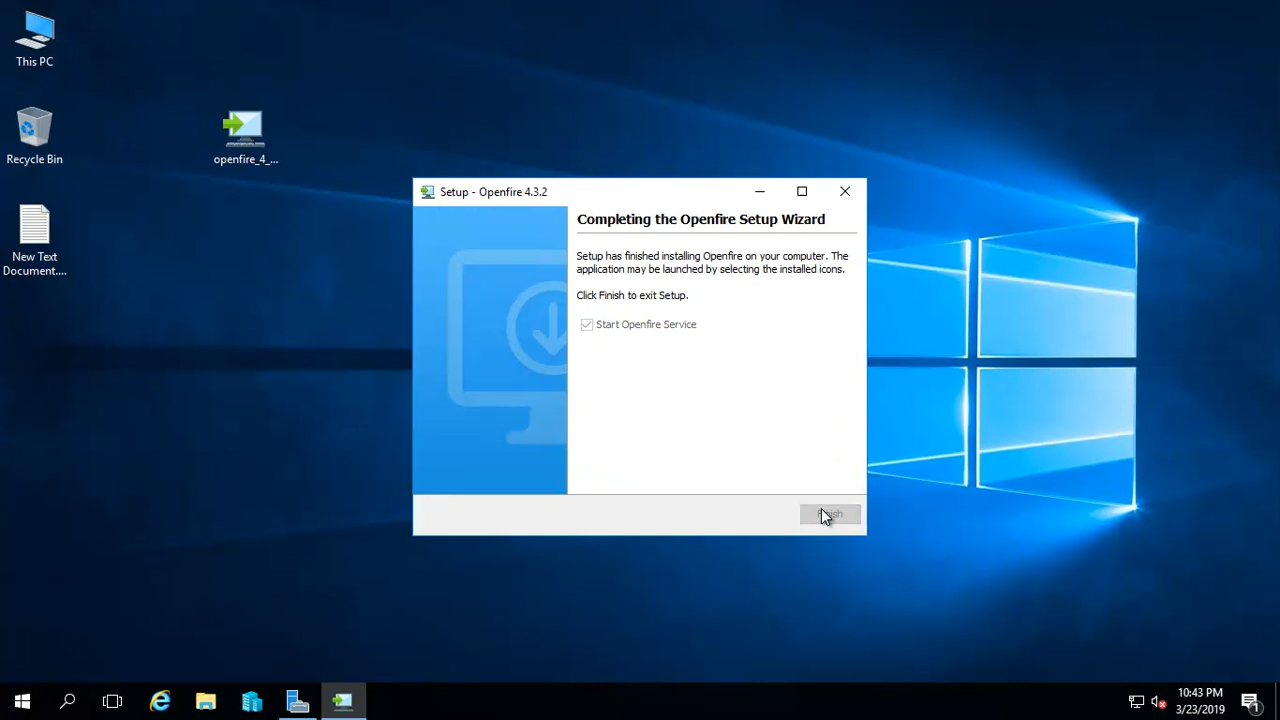 This PC
Recycle Bin
New Text
Document....
openfire_4_...
Setup - Openfire 4.3.2
Completing the Openfire Setup Wizard
Setup has finished installing Openfire on your computer. The
application may be launched by selecting the installed icons.
Click Finish to exit Setup.
Start Openfire Service
10:43 PM
3/23/2019
1